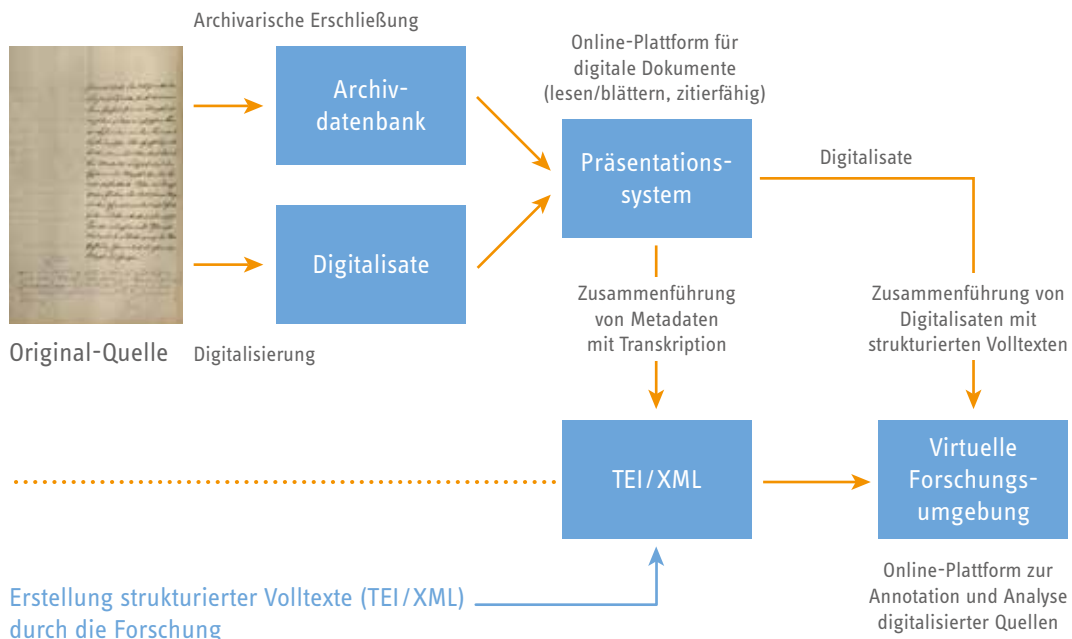 Archivarische Erschließung
Archiv-
datenbank
Online-Plattform für
digitale Dokumente
(lesen/blättern, zitierfähig)
Präsentations-
system
Digitalisate
Digitalisate
Original-Quelle
Digitalisierung
Zusammenführung
von Metadaten
mit Transkription
Zusammenführung von
Digitalisaten mit
strukturierten Volltexten
TEI/XML
Virtuelle
Forschungs-
umgebung
Online-Plattform zur
Annotation und Analyse
digitalisierter Quellen
Erstellung strukturierter Volltexte (TEI/XML)
durch die Forschung